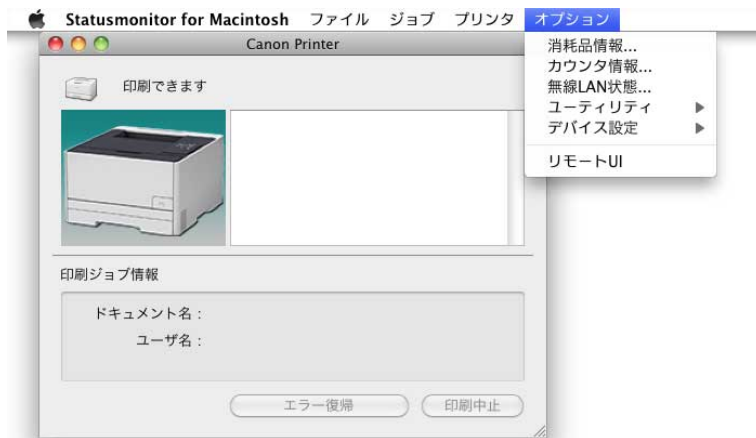 Statusmonitor for Macintosh ファイル ジョブ プリンタ オプション
Canon Printer
印刷できます
消耗品情報...
カウンタ情報...
無線LAN状態...
ユーティリティ
デバイス設定
リモートUI
印刷ジョブ情報
ドキュメント名：
ユーザ名：
エラー復帰 印刷中止